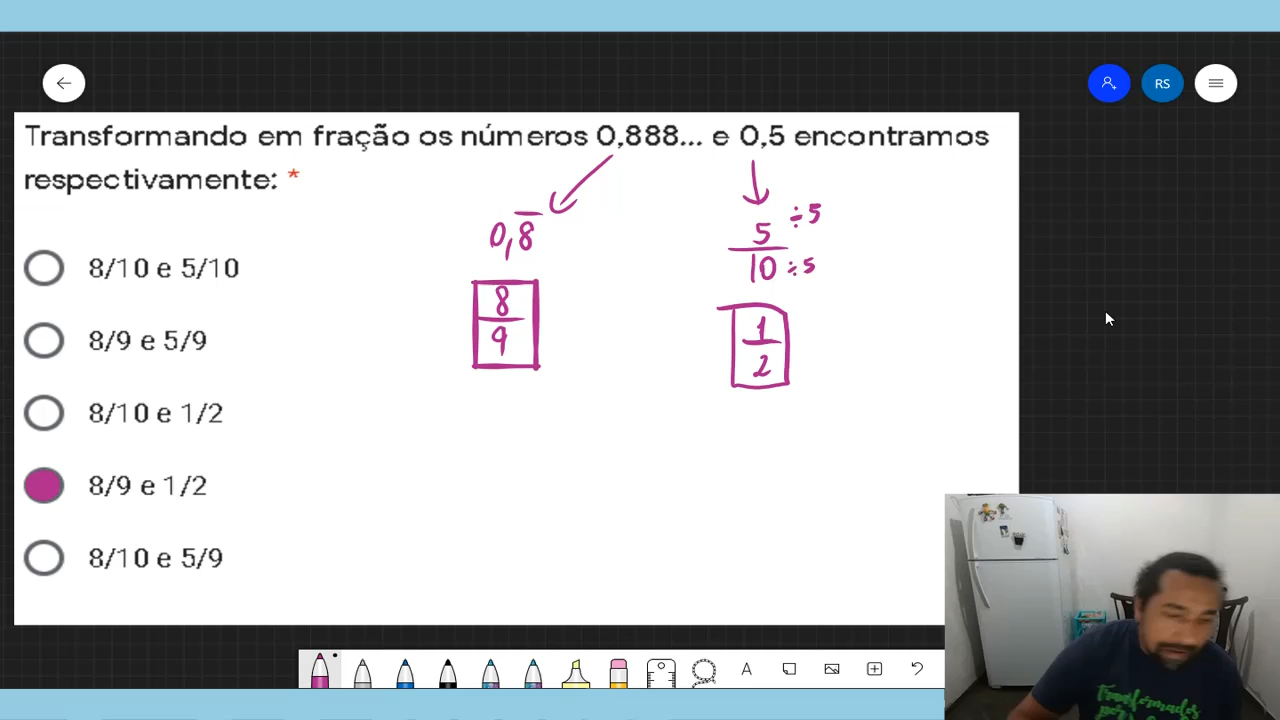 RS
Transformando em fração os números 0,888... e 0,5 encontramos
respectivamente: *
0,8̅
8
9
5 ÷5
10 ÷5
1
2
8/10 e 5/10
8/9 e 5/9
8/10 e 1/2
8/9 e 1/2
8/10 e 5/9
A
Transformados
por